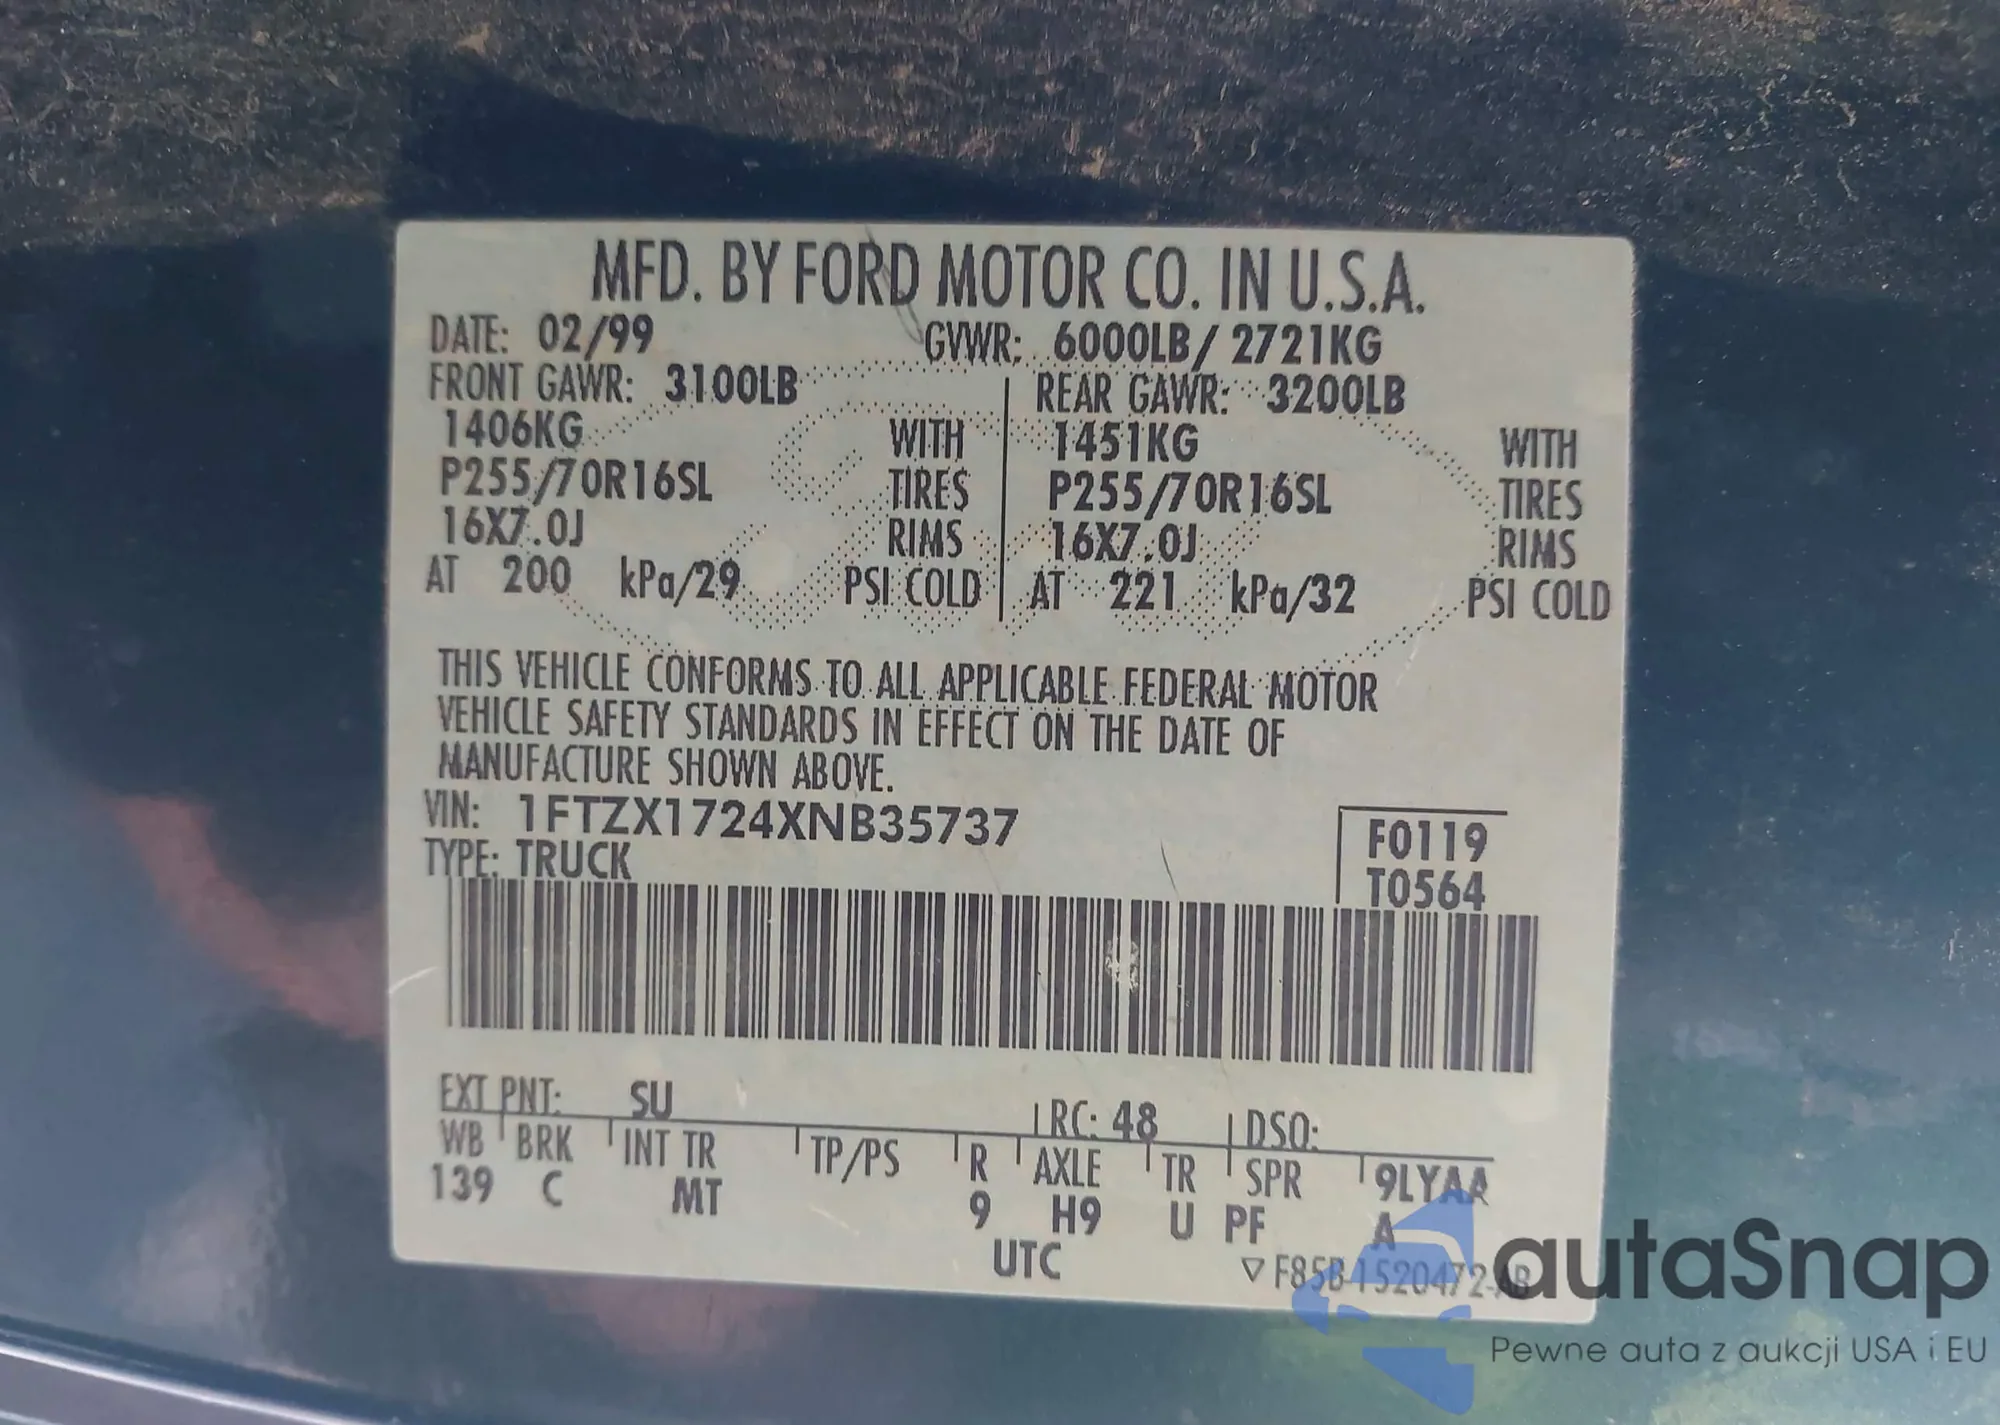 MFD. BY FORD MOTOR CO. IN U.S.A.
DATE: 02/99 GVWR: 6000LB/ 2721KG
FRONT GAWR: 3100LB REAR GAWR: 3200LB
1406KG WITH 1451KG WITH
P255/70R16SL TIRES P255/70R16SL TIRES
16X7.0J RIMS 16X7.0J RIMS
AT 200 kPa/29 PSI COLD AT 221 kPa/32 PSI COLD
THIS VEHICLE CONFORMS TO ALL APPLICABLE FEDERAL MOTOR
VEHICLE SAFETY STANDARDS IN EFFECT ON THE DATE OF
MANUFACTURE SHOWN ABOVE.
VIN: 1FTZX1724XNB35737 F0119
TYPE: TRUCK T0564
EXT PNT: SU RC: 48 DSO:
WB BRK INT TR TP/PS R AXLE TR SPR 9LYAA
139 C MT 9 H9 U PF A
UTC F85B-1520472-AB
autaSnap
Pewne auta z aukcji USA i EU